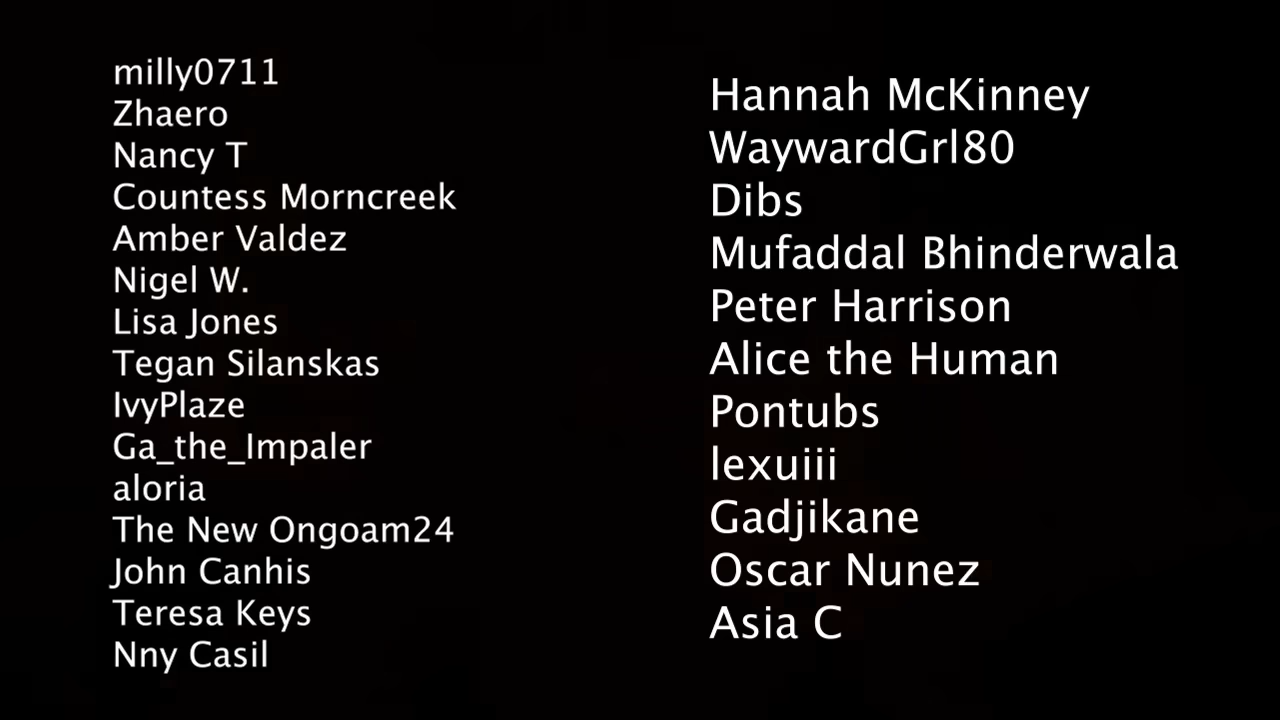 milly0711
Zhaero
Nancy T
Countess Morncreek
Amber Valdez
Nigel W.
Lisa Jones
Tegan Silanskas
IvyPlaze
Ga_the_Impaler
aloria
The New Ongoam24
John Canhis
Teresa Keys
Nny Casil
Hannah McKinney
WaywardGrl80
Dibs
Mufaddal Bhinderwala
Peter Harrison
Alice the Human
Pontubs
lexuiii
Gadjikane
Oscar Nunez
Asia C